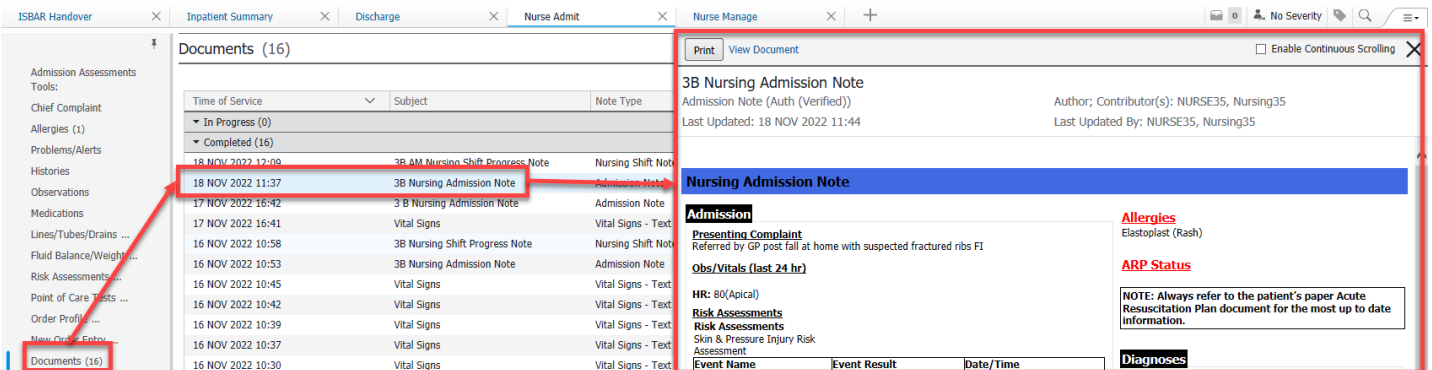 ISBAR Handover Inpatient Summary Discharge Nurse Admit Nurse Manage 0 No Severity
Admission Assessments
Tools:
Chief Complaint
Allergies (1)
Problems/Alerts
Histories
Observations
Medications
Lines/Tubes/Drains ...
Fluid Balance/Weight ...
Risk Assessments ...
Point of Care Tests ...
Order Profile ...
New Order Entry ...
Documents (16)
Documents (16)
Time of Service Subject Note Type
In Progress (0)
Completed (16)
18 NOV 2022 12:09 3B AM Nursing Shift Progress Note Nursing Shift Note
18 NOV 2022 11:37 3B Nursing Admission Note Admission Note
17 NOV 2022 16:42 3 B Nursing Admission Note Admission Note
17 NOV 2022 16:41 Vital Signs Vital Signs - Text
16 NOV 2022 10:58 3B Nursing Shift Progress Note Nursing Shift Note
16 NOV 2022 10:53 3B Nursing Admission Note Admission Note
16 NOV 2022 10:45 Vital Signs Vital Signs - Text
16 NOV 2022 10:42 Vital Signs Vital Signs - Text
16 NOV 2022 10:39 Vital Signs Vital Signs - Text
16 NOV 2022 10:37 Vital Signs Vital Signs - Text
16 NOV 2022 10:30 Vital Signs Vital Signs - Text
Print View Document Enable Continuous Scrolling
3B Nursing Admission Note
Admission Note (Auth (Verified)) Author; Contributor(s): NURSE35, Nursing35
Last Updated: 18 NOV 2022 11:44 Last Updated By: NURSE35, Nursing35
Nursing Admission Note
Admission
Presenting Complaint
Referred by GP post fall at home with suspected fractured ribs FI
Obs/Vitals (last 24 hr)
HR: 80(Apical)
Risk Assessments
Risk Assessments
Skin & Pressure Injury Risk
Assessment
Event Name Event Result Date/Time
Allergies
Elastoplast (Rash)
ARP Status
NOTE: Always refer to the patient's paper Acute
Resuscitation Plan document for the most up to date
information.
Diagnoses